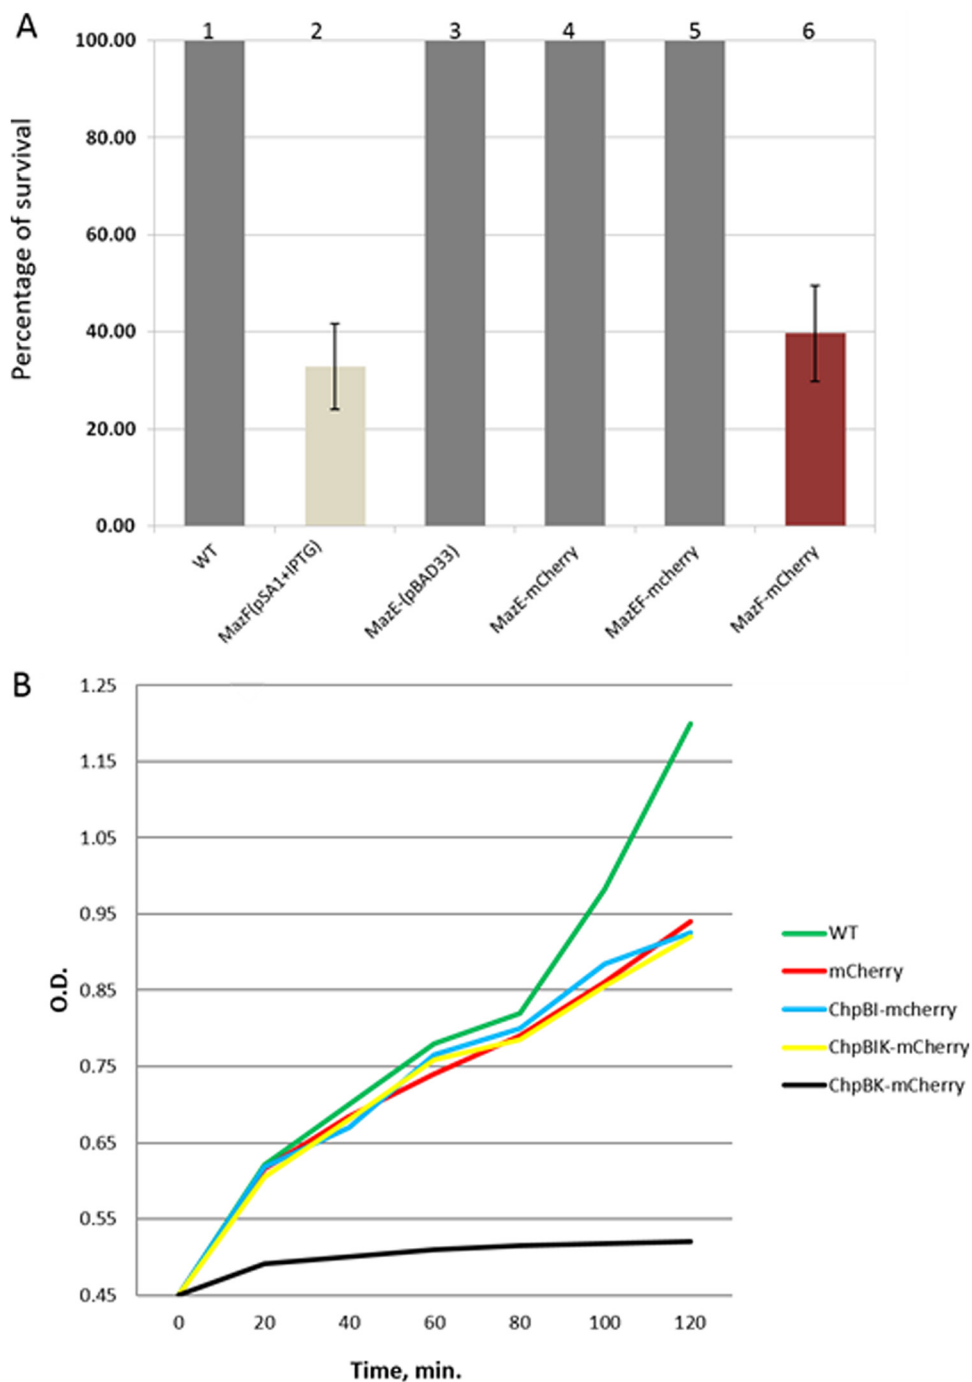 A
1 2 3 4 5 6
100.00
80.00
60.00
40.00
20.00
0.00
Percentage of survival
WT
MazF(pSA1+IPTG)
MazE-(pBAD33)
MazE-mCherry
MazEF-mcherry
MazF-mCherry
B
1.25
1.15
1.05
0.95
0.85
0.75
0.65
0.55
0.45
O.D.
0 20 40 60 80 100 120
Time, min.
WT
mCherry
ChpBI-mcherry
ChpBIK-mCherry
ChpBK-mCherry